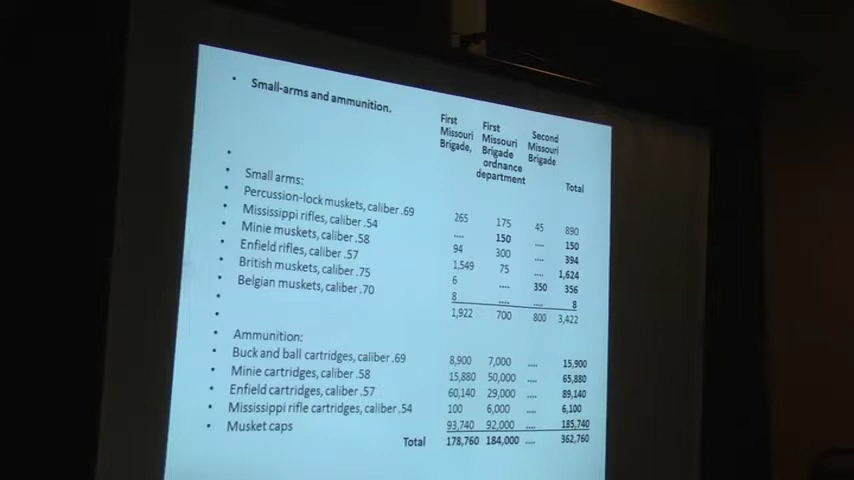 • Small-arms and ammunition.
First Missouri Brigade, First Missouri Brigade ordnance department Second Missouri Brigade Total
•
• Small arms:
• Percussion-lock muskets, caliber .69 265 175 45 890
• Mississippi rifles, caliber .54 .... 150 .... 150
• Minie muskets, caliber .58 94 300 .... 394
• Enfield rifles, caliber .57 1,549 75 .... 1,624
• British muskets, caliber .75 6 .... 350 356
• Belgian muskets, caliber .70 8 .... .... 8
• 1,922 700 800 3,422
•
• Ammunition:
• Buck and ball cartridges, caliber .69 8,900 7,000 .... 15,900
• Minie cartridges, caliber .58 15,880 50,000 .... 65,880
• Enfield cartridges, caliber .57 60,140 29,000 .... 89,140
• Mississippi rifle cartridges, caliber .54 100 6,000 .... 6,100
• Musket caps 93,740 92,000 .... 185,740
Total 178,760 184,000 .... 362,760